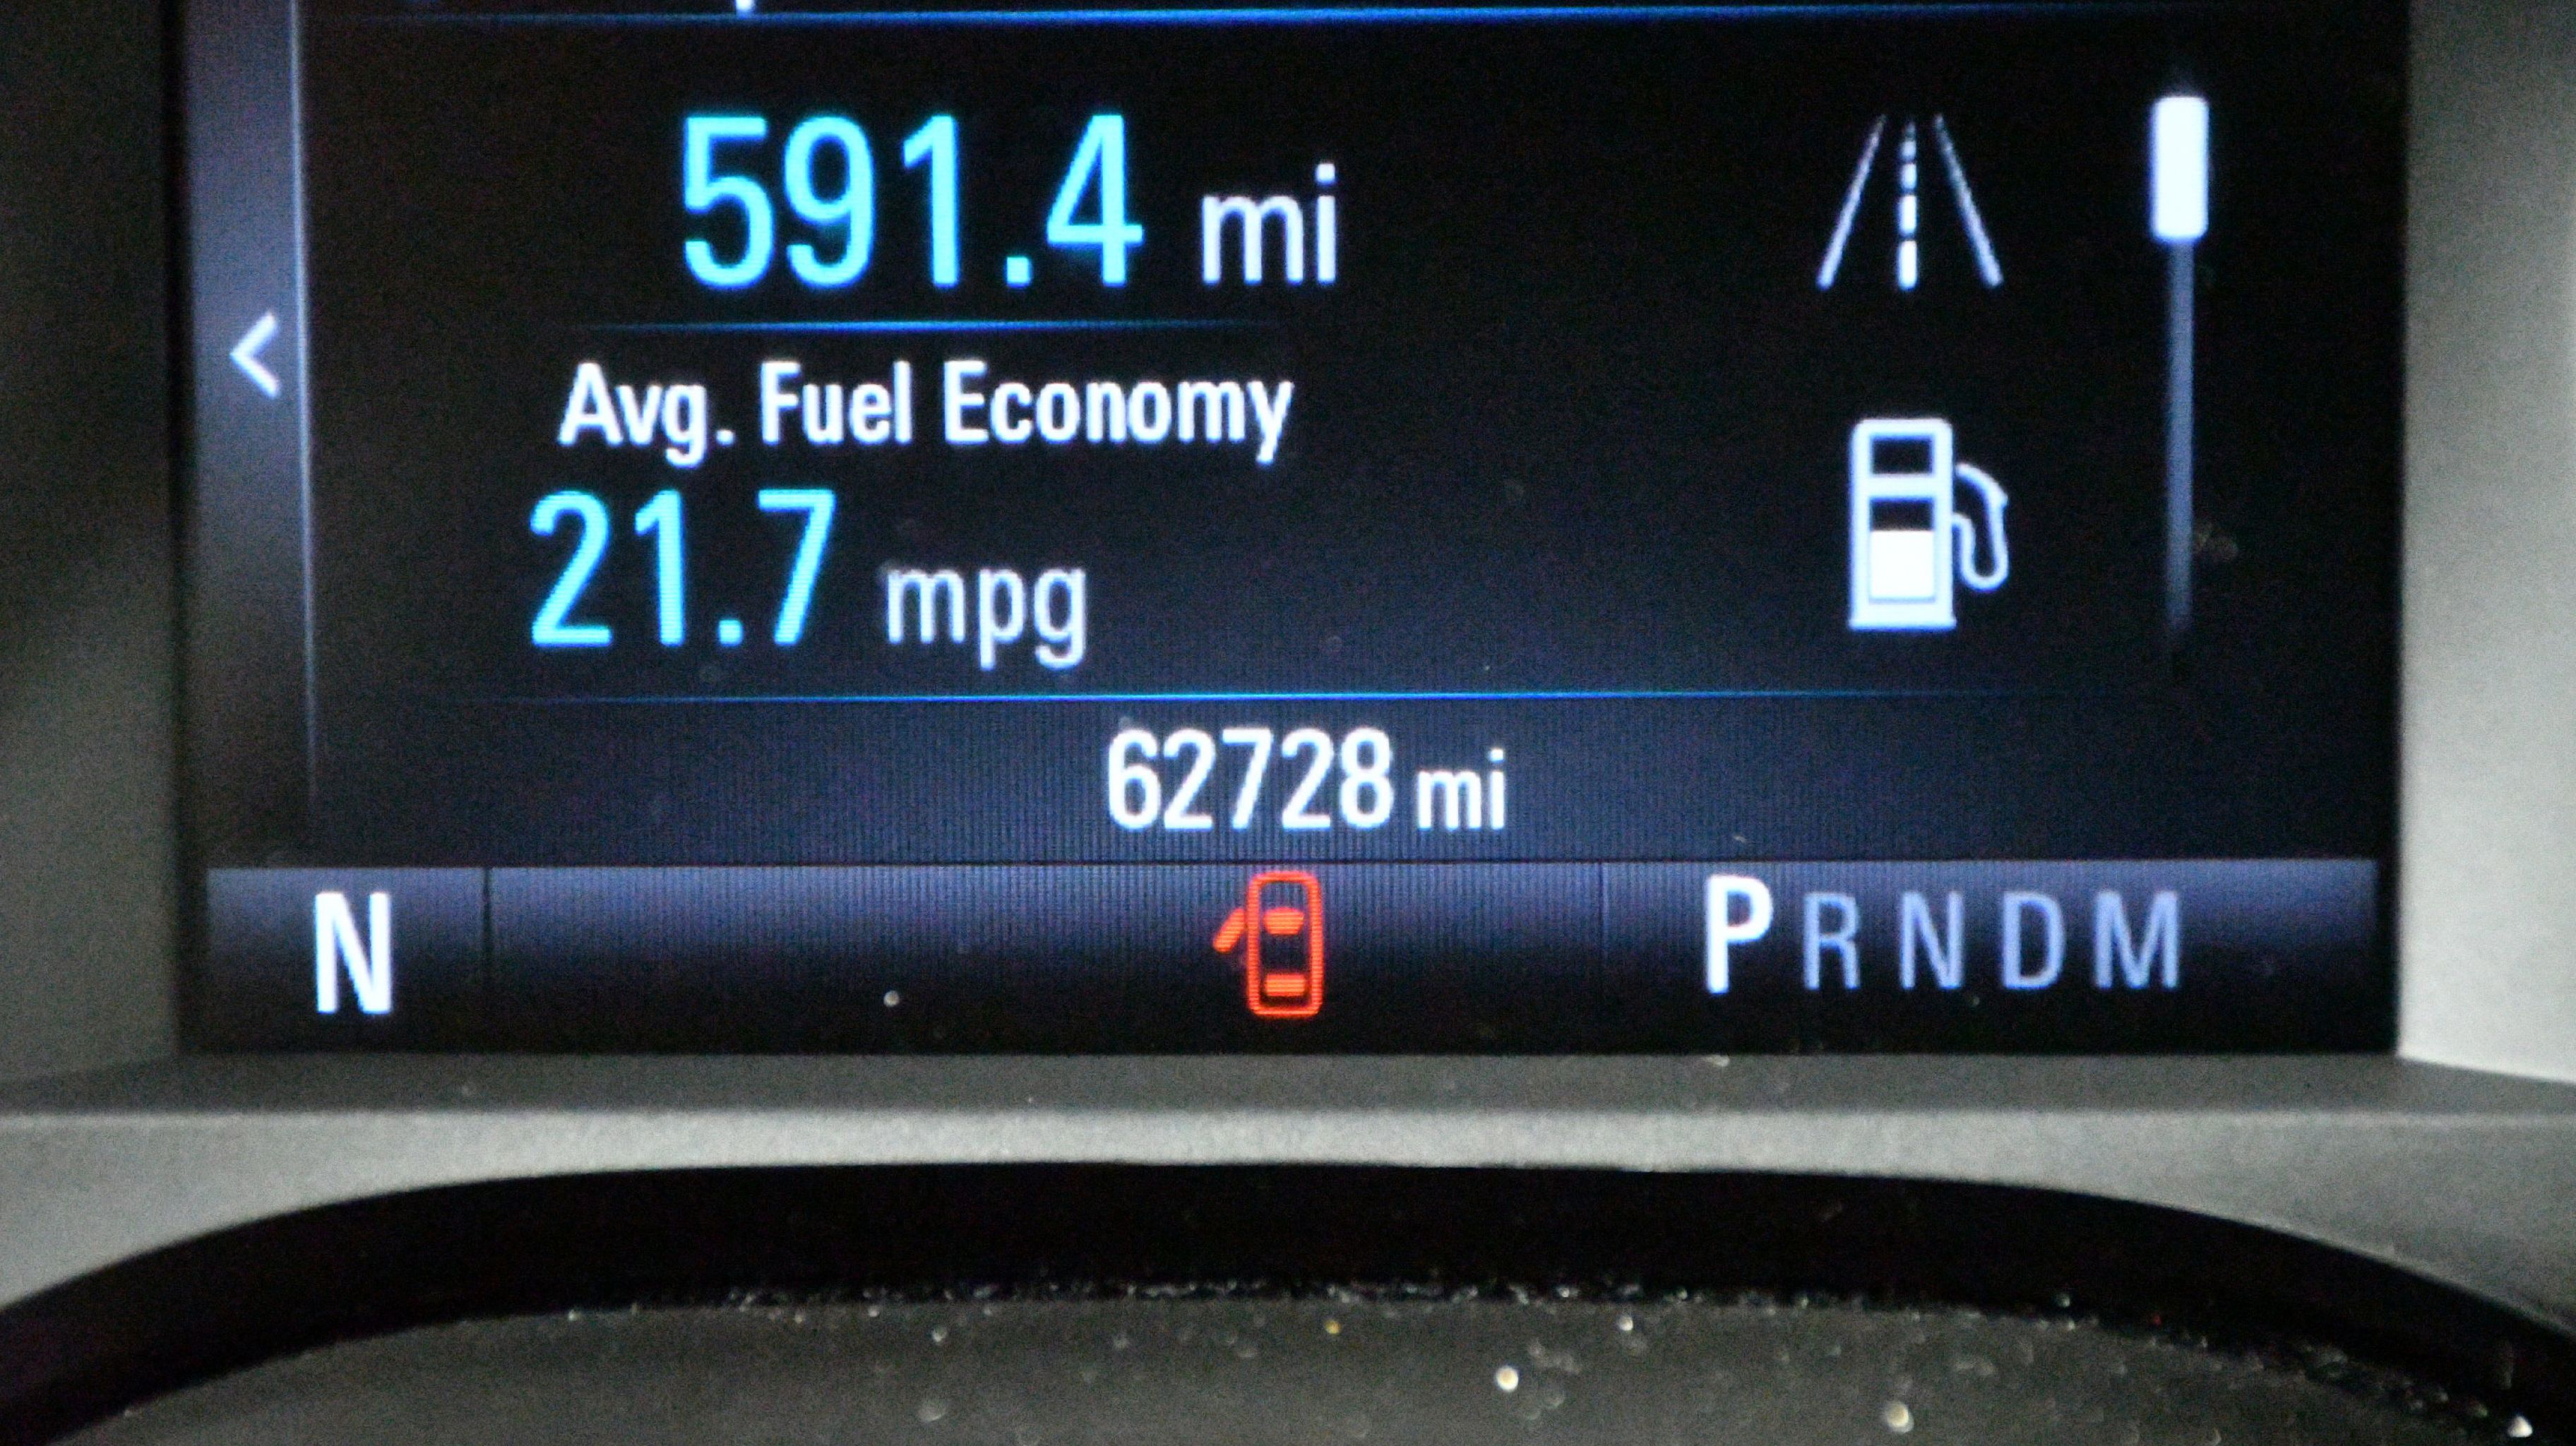 591.4 mi
Avg. Fuel Economy
21.7 mpg
62728 mi
N
PRNDM